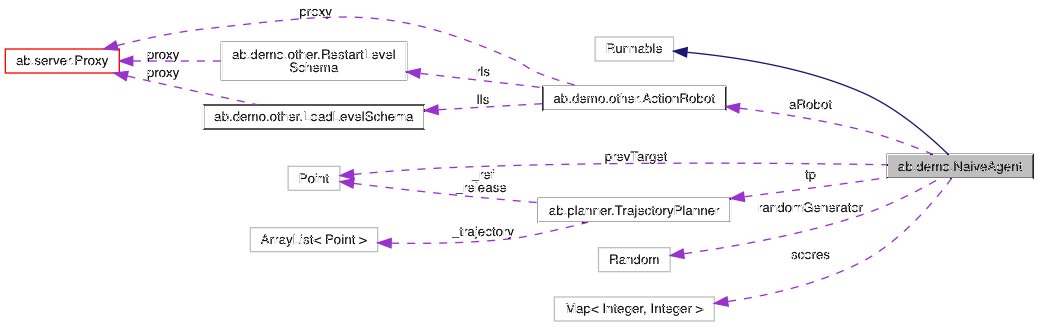 proxy
Runnable
ab.server.Proxy
proxy
ab.demo.other.RestartLevel
Schema
proxy
rls
lls
ab.demo.other.ActionRobot
aRobot
ab.demo.other.LoadLevelSchema
prevTarget
ab.demo.NaiveAgent
Point
_ref
_release
tp
ab.planner.TrajectoryPlanner
randomGenerator
_trajectory
ArrayList< Point >
Random
scores
Map< Integer, Integer >